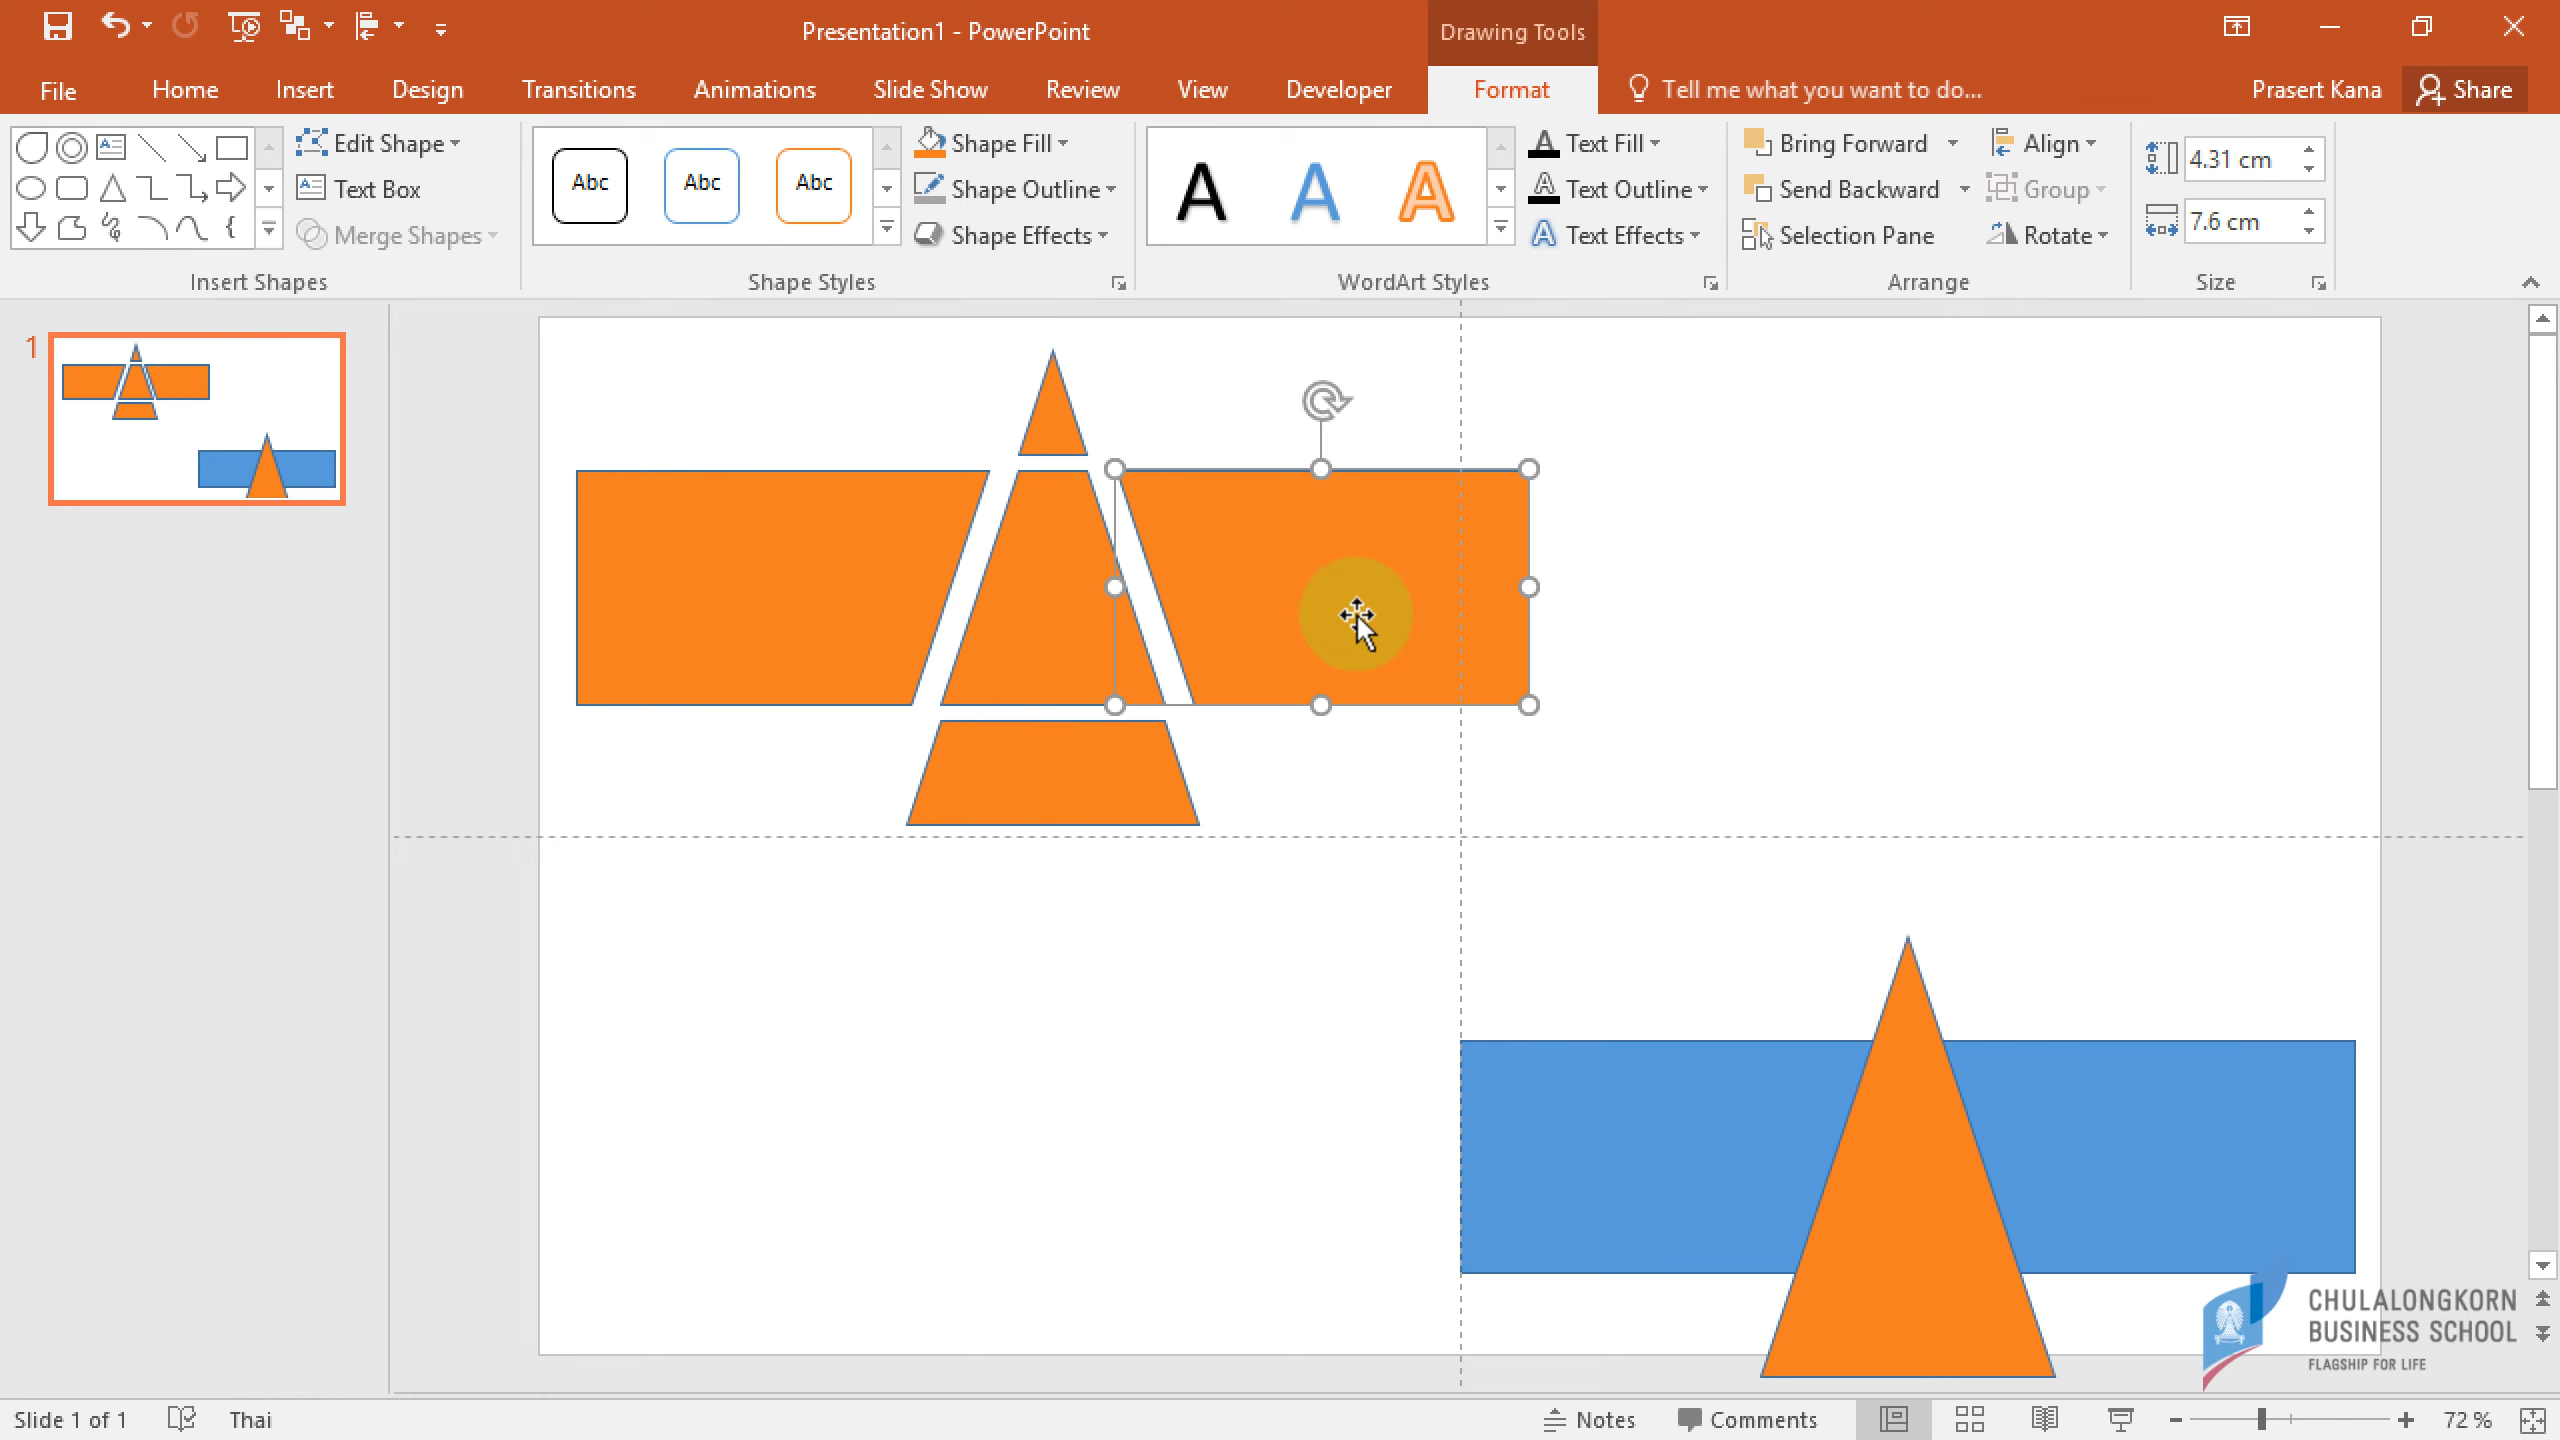 Presentation1 - PowerPoint
Drawing Tools
File Home Insert Design Transitions Animations Slide Show Review View Developer Format Tell me what you want to do... Prasert Kana Share
Edit Shape
Text Box
Merge Shapes
Insert Shapes
Abc Abc Abc
Shape Fill
Shape Outline
Shape Effects
Shape Styles
A A A
Text Fill
Text Outline
Text Effects
WordArt Styles
Bring Forward
Send Backward
Selection Pane
Align
Group
Rotate
Arrange
4.31 cm
7.6 cm
Size
1
CHULALONGKORN
BUSINESS SCHOOL
FLAGSHIP FOR LIFE
Slide 1 of 1 Thai Notes Comments 72 %